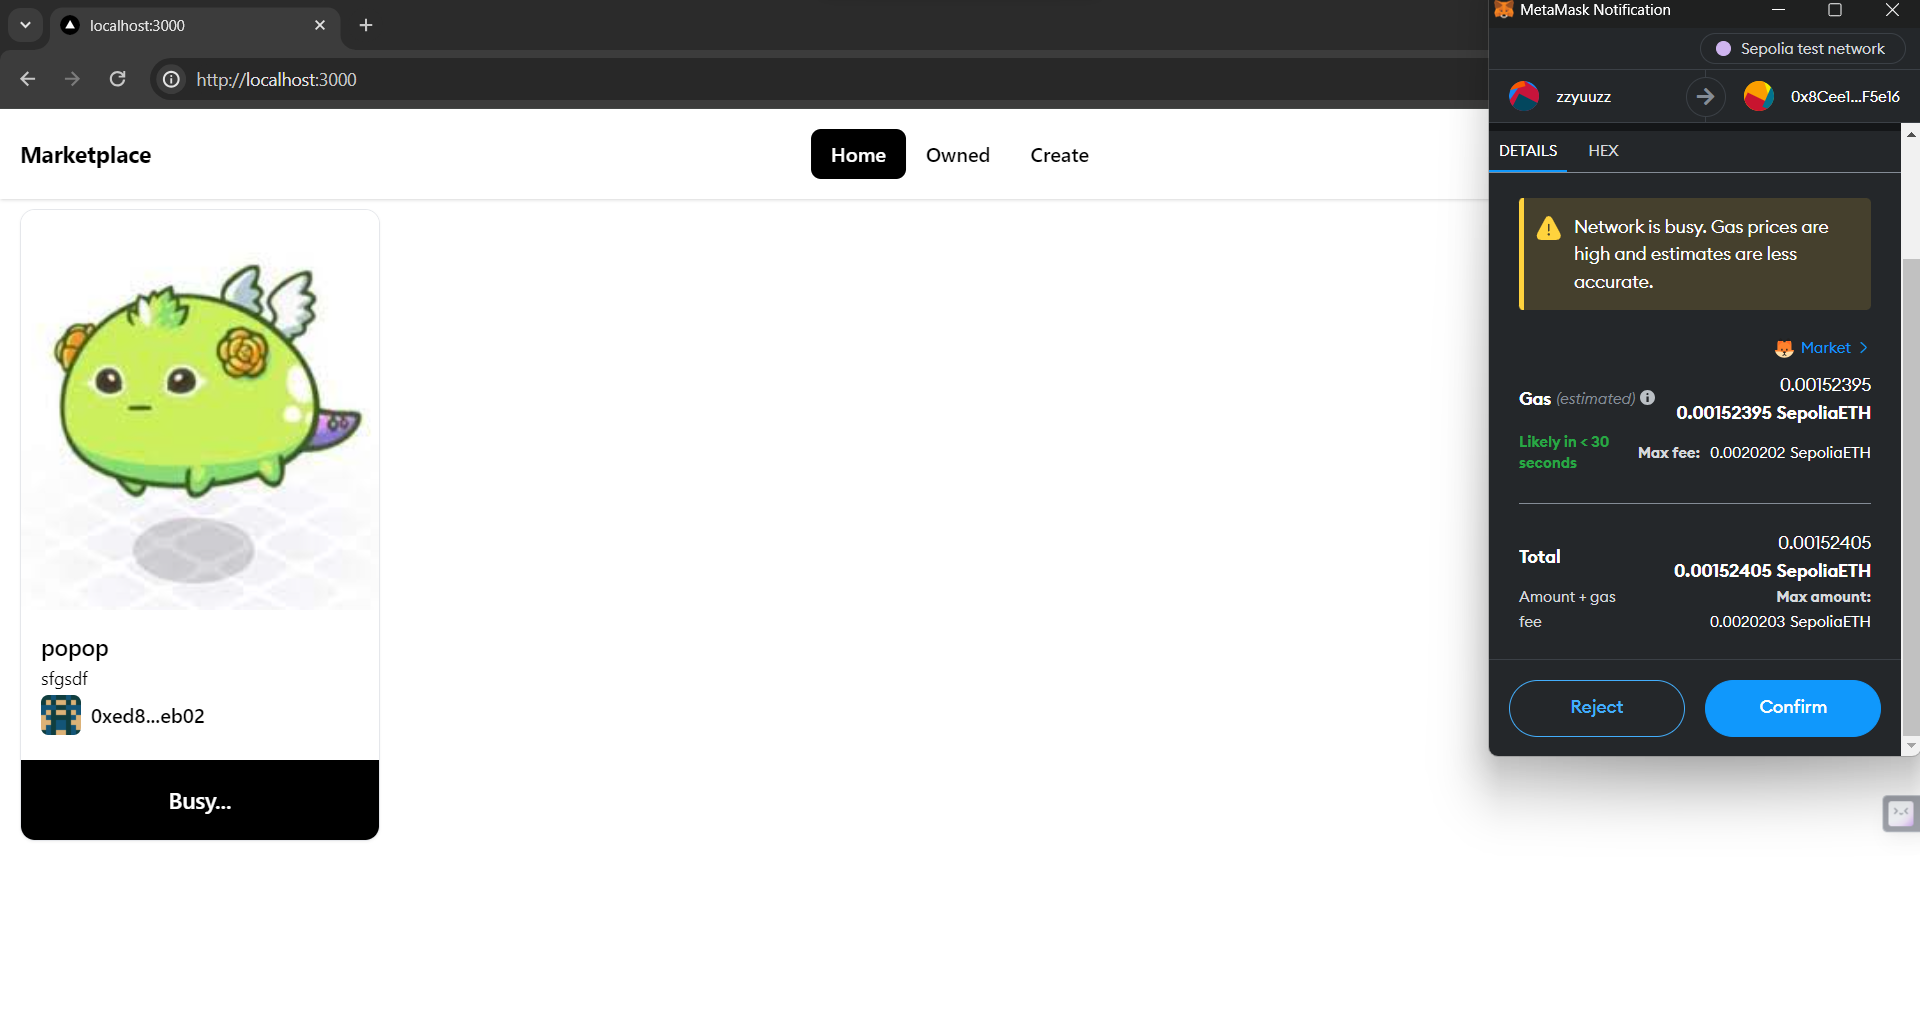 localhost:3000
http://localhost:3000
Marketplace
Home
Owned
Create
popop
sfgsdf
0xed8...eb02
Busy...
MetaMask Notification
Sepolia test network
zzyuuzz
0x8Cee1...F5e16
DETAILS
HEX
Network is busy. Gas prices are
high and estimates are less
accurate.
Market >
0.00152395
Gas (estimated)
0.00152395 SepoliaETH
Likely in < 30
seconds
Max fee: 0.0020202 SepoliaETH
0.00152405
Total
0.00152405 SepoliaETH
Amount + gas
fee
Max amount:
0.0020203 SepoliaETH
Reject
Confirm